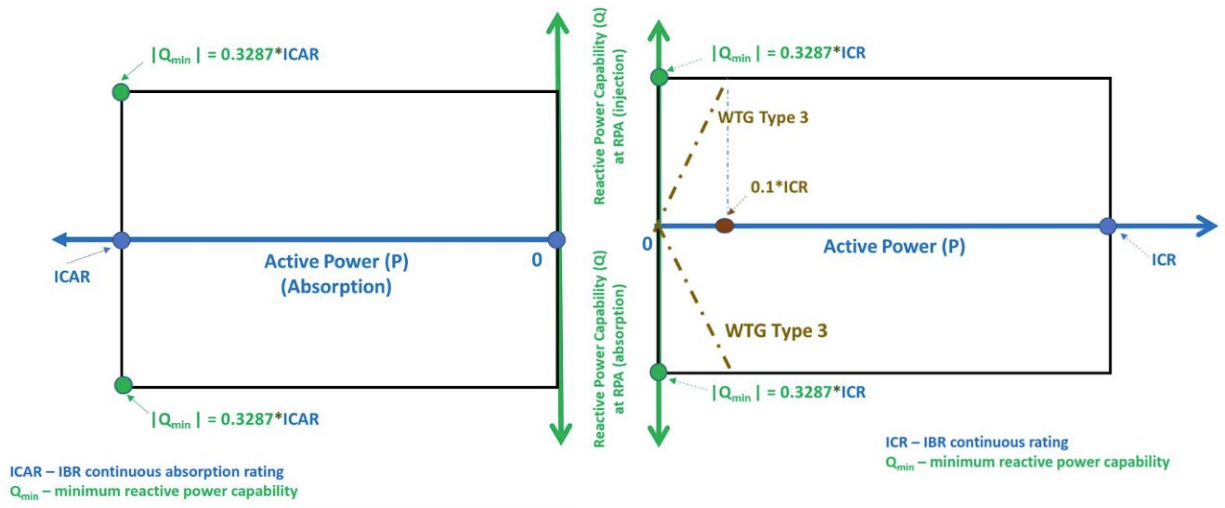 |Qmin| = 0.3287*ICAR
ICAR
Active Power (P)
(Absorption)
0
|Qmin| = 0.3287*ICAR
ICAR – IBR continuous absorption rating
Qmin – minimum reactive power capability
Reactive Power Capability (Q)
at RPA (injection)
Reactive Power Capability (Q)
at RPA (absorption)
|Qmin| = 0.3287*ICR
WTG Type 3
0.1*ICR
0
Active Power (P)
ICR
WTG Type 3
|Qmin| = 0.3287*ICR
ICR – IBR continuous rating
Qmin – minimum reactive power capability